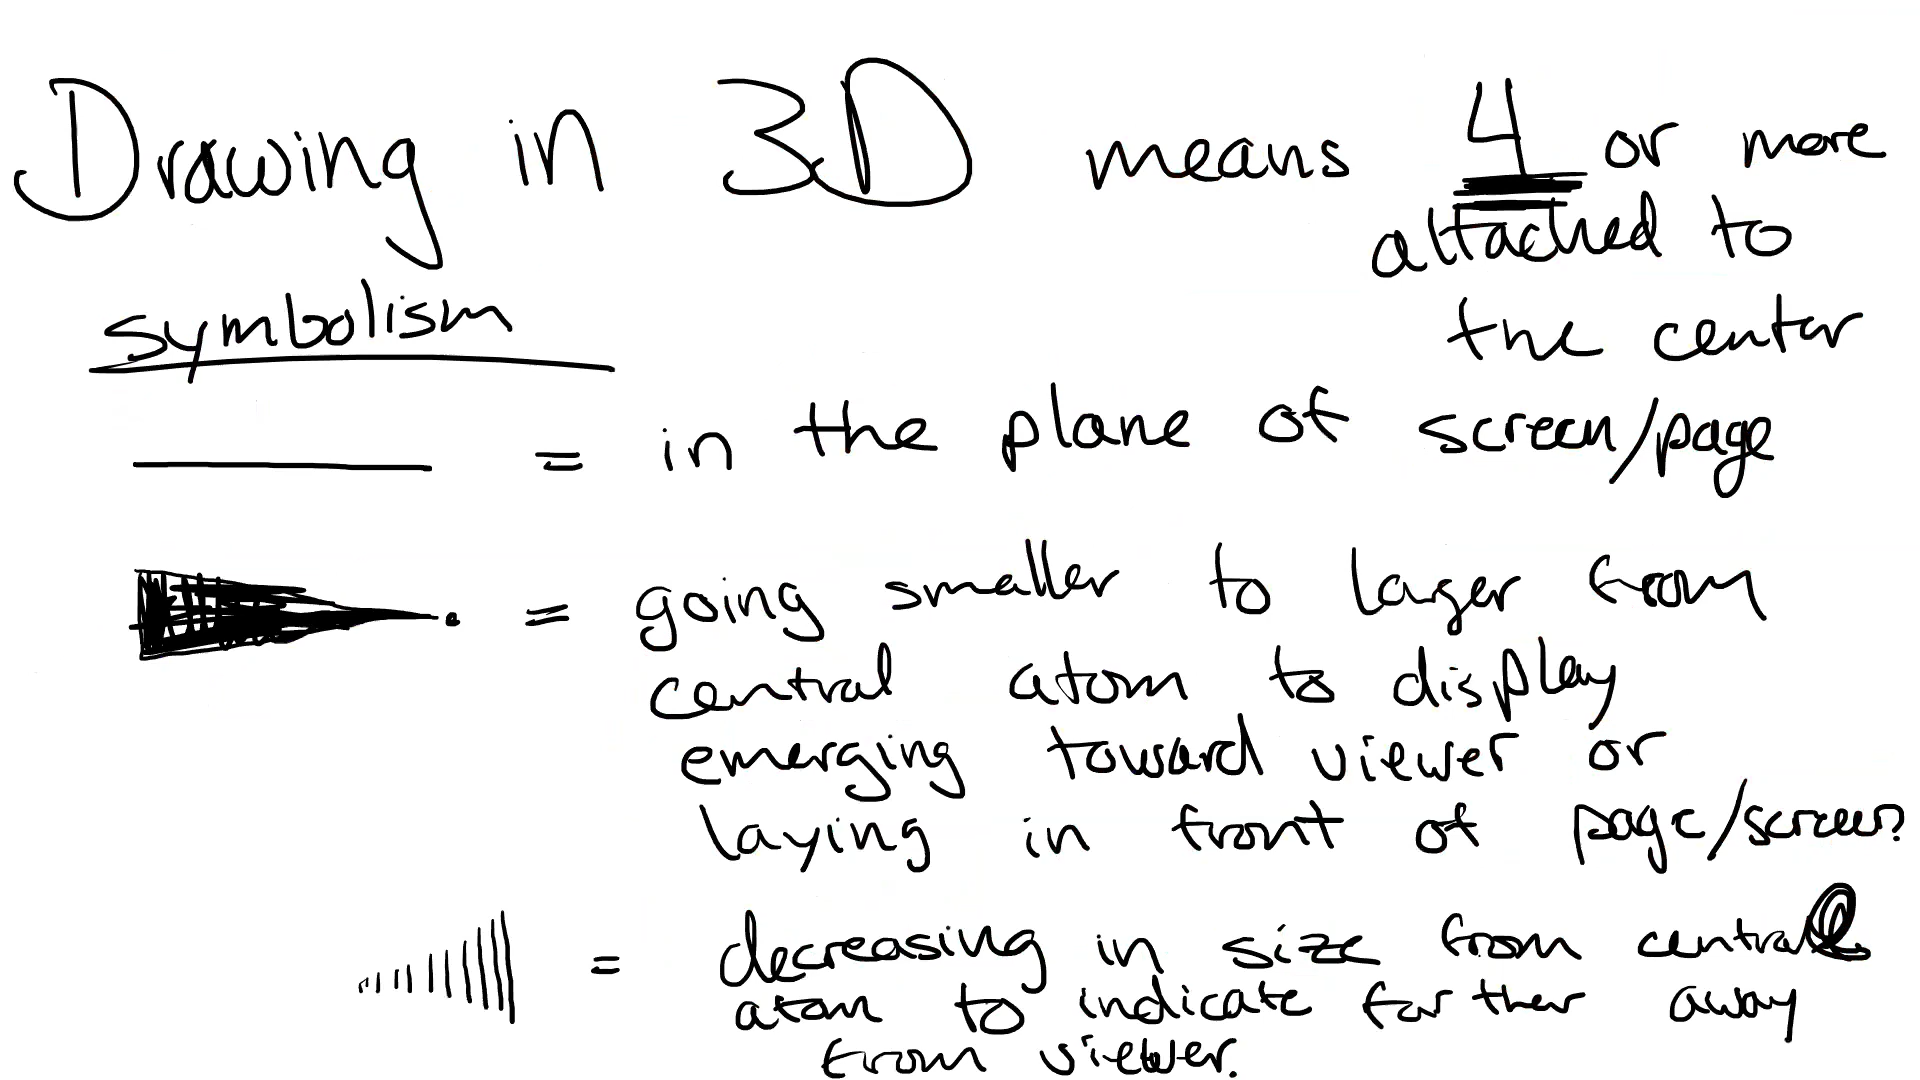 Drawing in 3D means 4 or more
attached to
the center
symbolism
= in the plane of screen/page
= going smaller to larger from
central atom to display
emerging toward viewer or
laying in front of page/screen?
= decreasing in size from central
atom to indicate farther away
from viewer.